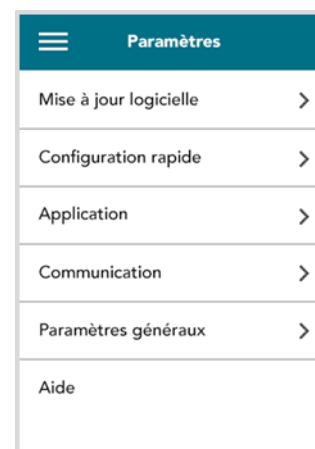 Paramètres
Mise à jour logicielle
Configuration rapide
Application
Communication
Paramètres généraux
Aide